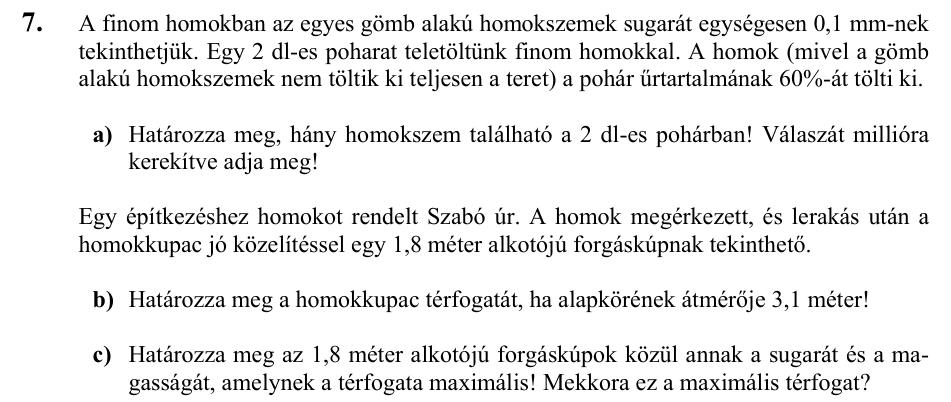 7. A finom homokban az egyes gömb alakú homokszemek sugarát egységesen 0,1 mm-nek
tekinthetjük. Egy 2 dl-es poharat teletöltünk finom homokkal. A homok (mivel a gömb
alakú homokszemek nem töltik ki teljesen a teret) a pohár űrtartalmának 60%-át tölti ki.
a) Határozza meg, hány homokszem található a 2 dl-es pohárban! Válaszát millióra
kerekítve adja meg!
Egy építkezéshez homokot rendelt Szabó úr. A homok megérkezett, és lerakás után a
homokkupac jó közelítéssel egy 1,8 méter alkotójú forgáskúpnak tekinthető.
b) Határozza meg a homokkupac térfogatát, ha alapkörének átmérője 3,1 méter!
c) Határozza meg az 1,8 méter alkotójú forgáskúpok közül annak a sugarát és a ma-
gasságát, amelynek a térfogata maximális! Mekkora ez a maximális térfogat?